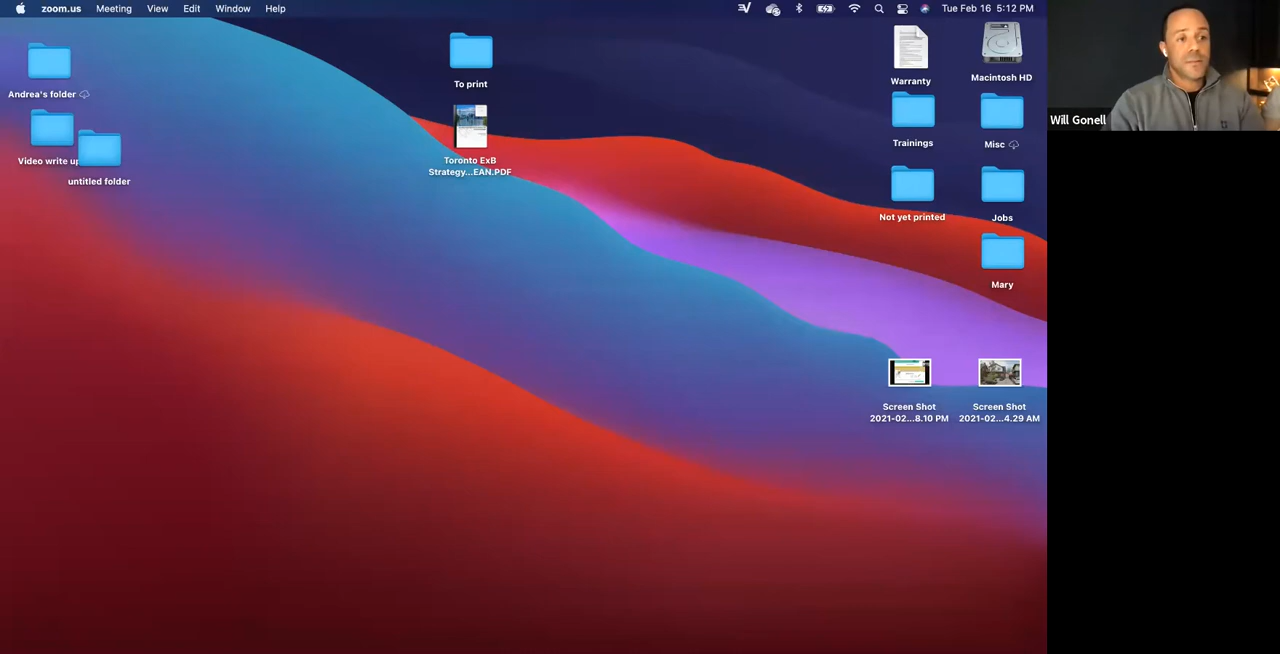 zoom.us Meeting View Edit Window Help Tue Feb 16 5:12 PM
Andrea's folder
Video write up
untitled folder
To print
Toronto ExB
Strategy...EAN.PDF
Warranty
Macintosh HD
Trainings
Misc
Not yet printed
Jobs
Mary
Screen Shot
2021-02...8.10 PM
Screen Shot
2021-02...4.29 AM
Will Gonell